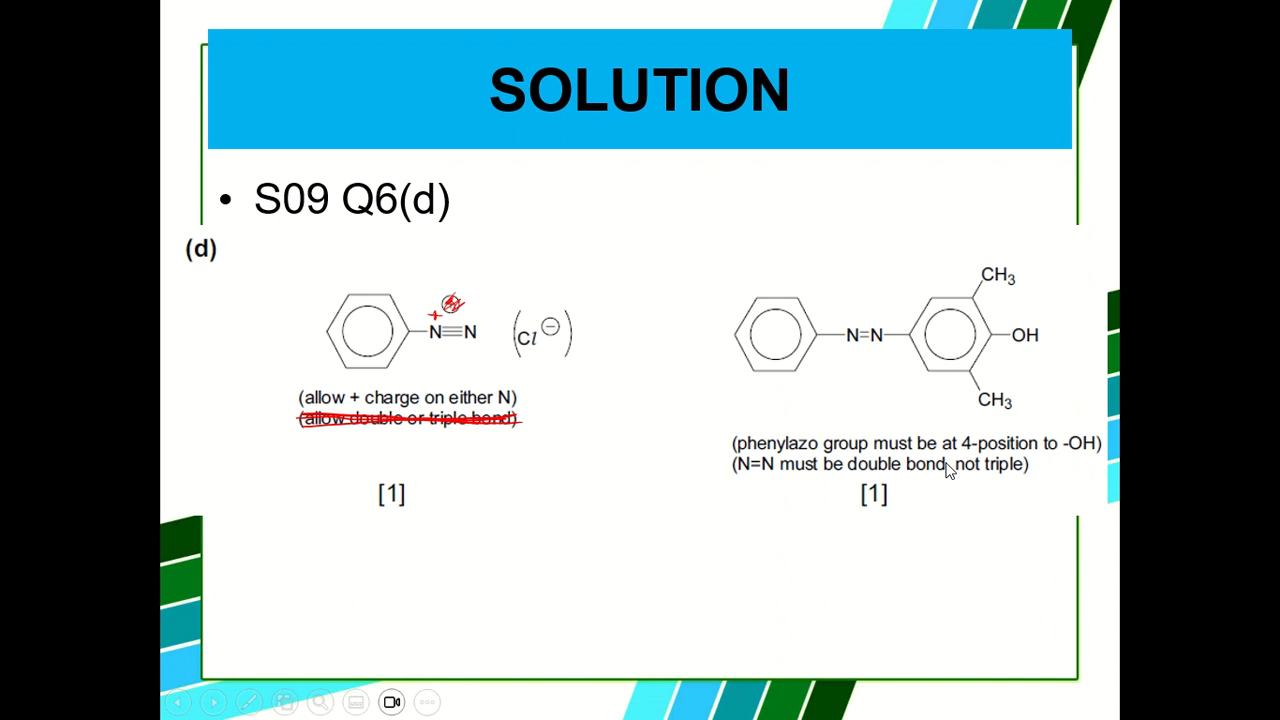 SOLUTION
• S09 Q6(d)
(d)
+
N≡N
(Cl⊖)
(allow + charge on either N)
(allow double or triple bond)
[1]
CH3
N=N
OH
CH3
(phenylazo group must be at 4-position to -OH)
(N=N must be double bond, not triple)
[1]